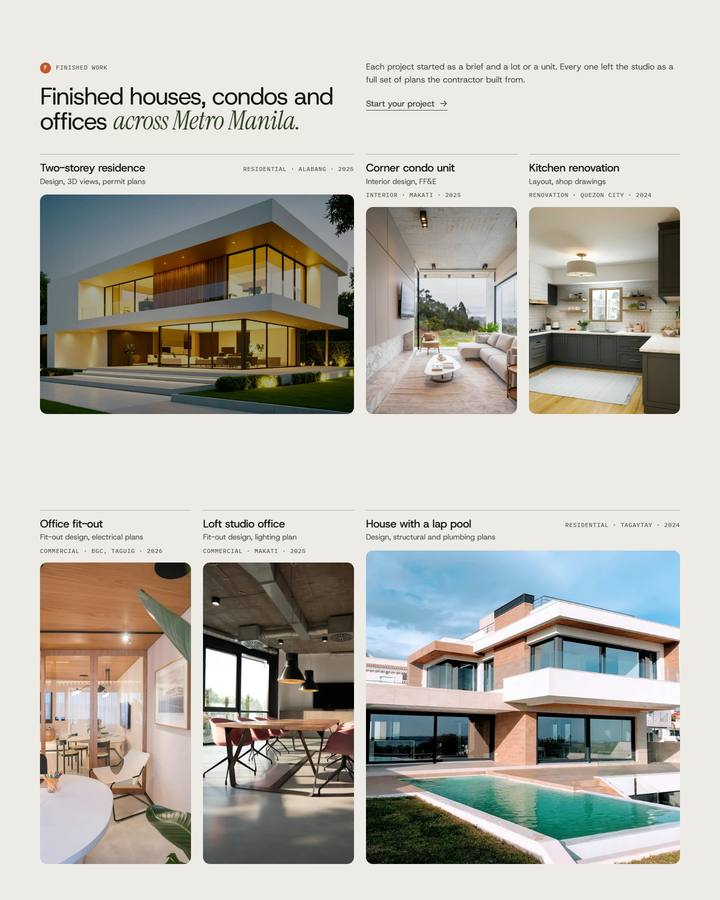 F FINISHED WORK
Finished houses, condos and
offices across Metro Manila.
Each project started as a brief and a lot or a unit. Every one left the studio as a
full set of plans the contractor built from.
Start your project →
Two-storey residence
RESIDENTIAL · ALABANG · 2025
Design, 3D views, permit plans
Corner condo unit
Interior design, FF&E
INTERIOR · MAKATI · 2025
Kitchen renovation
Layout, shop drawings
RENOVATION · QUEZON CITY · 2024
Office fit-out
Fit-out design, electrical plans
COMMERCIAL · BGC, TAGUIG · 2026
Loft studio office
Fit-out design, lighting plan
COMMERCIAL · MAKATI · 2025
House with a lap pool
RESIDENTIAL · TAGAYTAY · 2024
Design, structural and plumbing plans